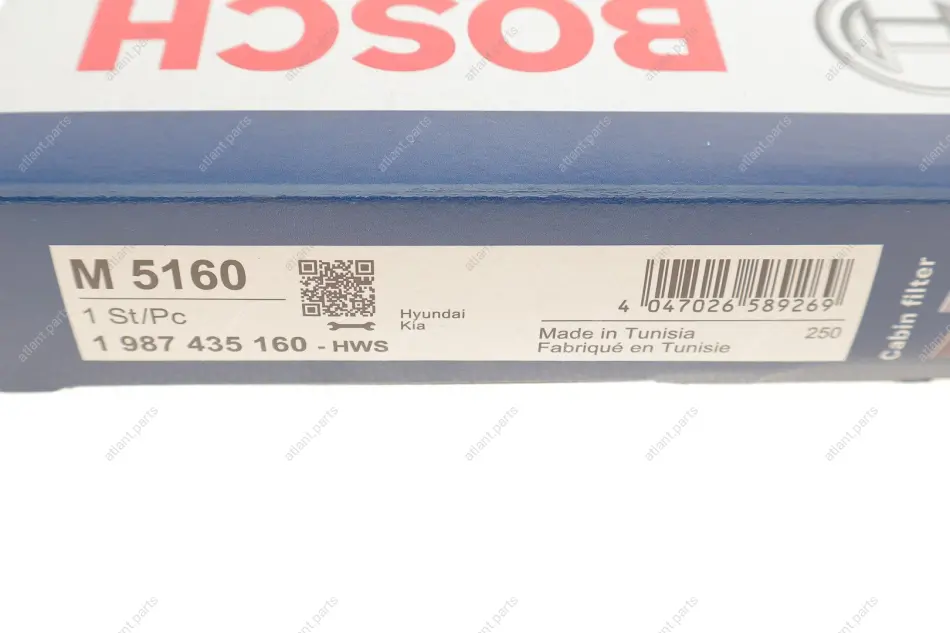 BOSCH
M 5160
1 St/Pc
1 987 435 160 - HWS
Hyundai
Kia
4 047026 589269
Made in Tunisia 250
Fabriqué en Tunisie
Cabin filter
atlant.parts